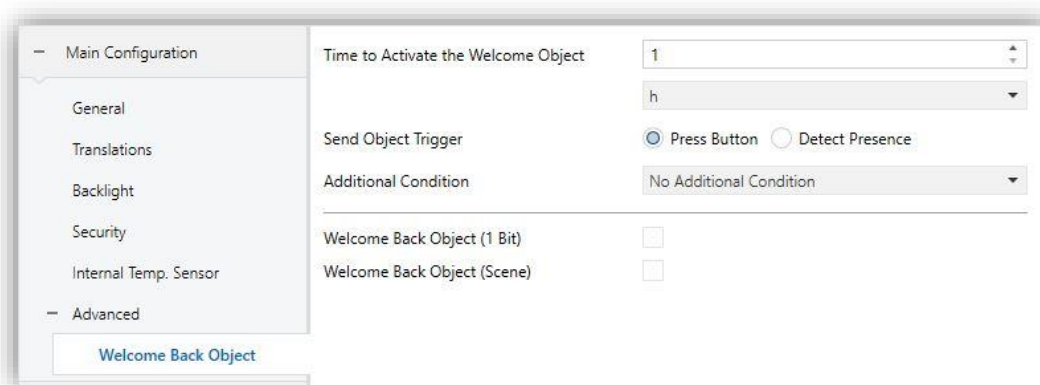 Main Configuration
General
Translations
Backlight
Security
Internal Temp. Sensor
Advanced
Welcome Back Object
Time to Activate the Welcome Object
1
h
Send Object Trigger
Press Button
Detect Presence
Additional Condition
No Additional Condition
Welcome Back Object (1 Bit)
Welcome Back Object (Scene)